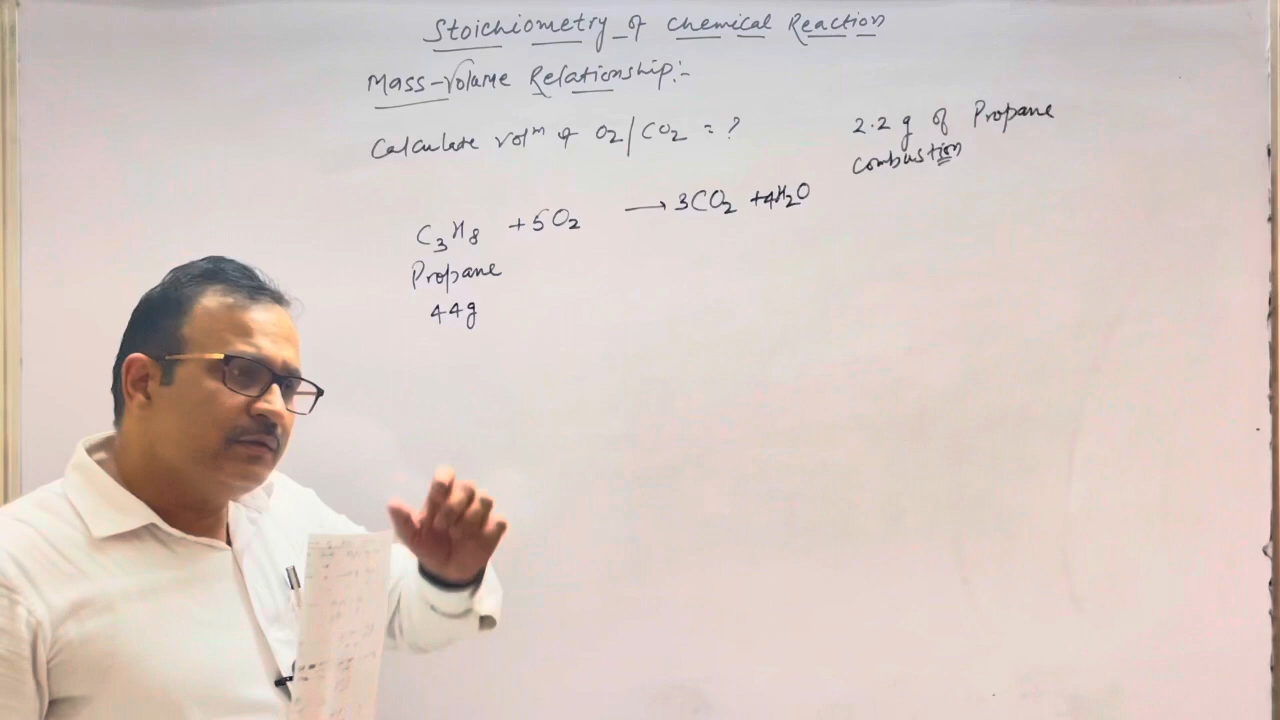 Stoichiometry of Chemical Reaction
Mass-Volume Relationship:-
Calculate volm of O2/CO2 = ?
2.2 g of Propane
combustion
C3H8 + 5O2 → 3CO2 + 4H2O
Propane
44g